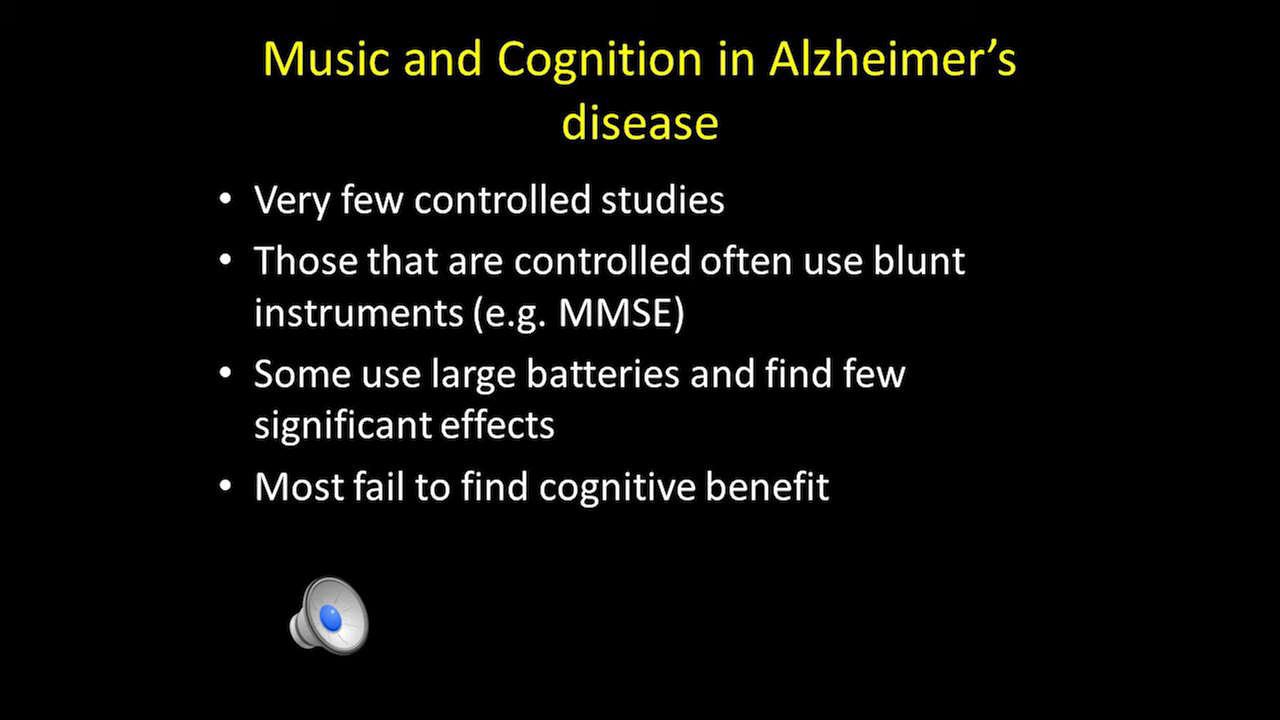 Music and Cognition in Alzheimer’s
disease
• Very few controlled studies
• Those that are controlled often use blunt
instruments (e.g. MMSE)
• Some use large batteries and find few
significant effects
• Most fail to find cognitive benefit